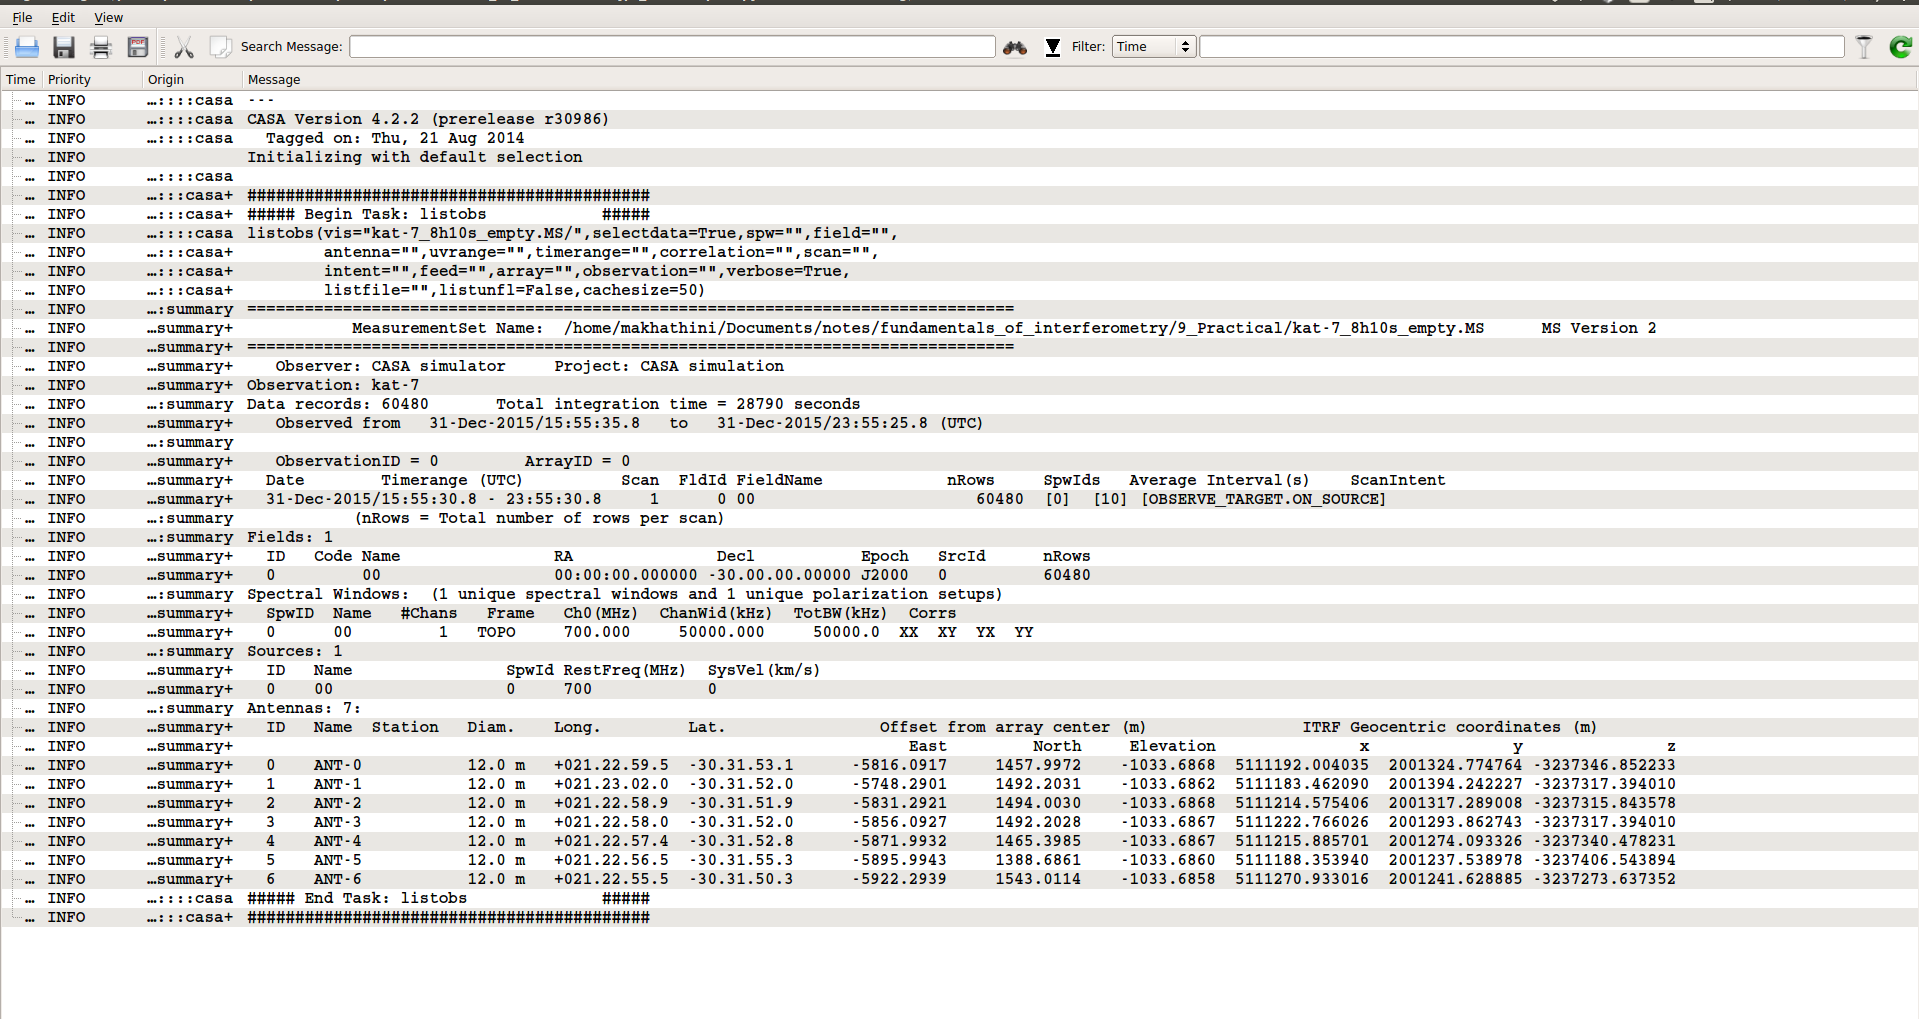 File Edit View
Search Message: Filter: Time
Time Priority Origin Message
... INFO ...::::casa ---
... INFO ...::::casa CASA Version 4.2.2 (prerelease r30986)
... INFO ...::::casa Tagged on: Thu, 21 Aug 2014
... INFO Initializing with default selection
... INFO ...::::casa
... INFO ...:::casa+ ##########################################
... INFO ...:::casa+ ##### Begin Task: listobs #####
... INFO ...::::casa listobs(vis="kat-7_8h10s_empty.MS/",selectdata=True,spw="",field="",
... INFO ...:::casa+ antenna="",uvrange="",timerange="",correlation="",scan="",
... INFO ...:::casa+ intent="",feed="",array="",observation="",verbose=True,
... INFO ...:::casa+ listfile="",listunfl=False,cachesize=50)
... INFO ...:summary ================================================================================
... INFO ...summary+ MeasurementSet Name: /home/makhathini/Documents/notes/fundamentals_of_interferometry/9_Practical/kat-7_8h10s_empty.MS MS Version 2
... INFO ...summary+ ================================================================================
... INFO ...summary+ Observer: CASA simulator Project: CASA simulation
... INFO ...summary+ Observation: kat-7
... INFO ...:summary Data records: 60480 Total integration time = 28790 seconds
... INFO ...summary+ Observed from 31-Dec-2015/15:55:35.8 to 31-Dec-2015/23:55:25.8 (UTC)
... INFO ...:summary
... INFO ...summary+ ObservationID = 0 ArrayID = 0
... INFO ...summary+ Date Timerange (UTC) Scan FldId FieldName nRows SpwIds Average Interval(s) ScanIntent
... INFO ...summary+ 31-Dec-2015/15:55:30.8 - 23:55:30.8 1 0 00 60480 [0] [10] [OBSERVE_TARGET.ON_SOURCE]
... INFO ...:summary (nRows = Total number of rows per scan)
... INFO ...:summary Fields: 1
... INFO ...summary+ ID Code Name RA Decl Epoch SrcId nRows
... INFO ...summary+ 0 00 00:00:00.000000 -30.00.00.00000 J2000 0 60480
... INFO ...:summary Spectral Windows: (1 unique spectral windows and 1 unique polarization setups)
... INFO ...summary+ SpwID Name #Chans Frame Ch0(MHz) ChanWid(kHz) TotBW(kHz) Corrs
... INFO ...summary+ 0 00 1 TOPO 700.000 50000.000 50000.0 XX XY YX YY
... INFO ...:summary Sources: 1
... INFO ...summary+ ID Name SpwId RestFreq(MHz) SysVel(km/s)
... INFO ...summary+ 0 00 0 700 0
... INFO ...:summary Antennas: 7:
... INFO ...summary+ ID Name Station Diam. Long. Lat. Offset from array center (m) ITRF Geocentric coordinates (m)
... INFO ...summary+ East North Elevation x y z
... INFO ...summary+ 0 ANT-0 12.0 m +021.22.59.5 -30.31.53.1 -5816.0917 1457.9972 -1033.6868 5111192.004035 2001324.774764 -3237346.852233
... INFO ...summary+ 1 ANT-1 12.0 m +021.23.02.0 -30.31.52.0 -5748.2901 1492.2031 -1033.6862 5111183.462090 2001394.242227 -3237317.394010
... INFO ...summary+ 2 ANT-2 12.0 m +021.22.58.9 -30.31.51.9 -5831.2921 1494.0030 -1033.6868 5111214.575406 2001317.289008 -3237315.843578
... INFO ...summary+ 3 ANT-3 12.0 m +021.22.58.0 -30.31.52.0 -5856.0927 1492.2028 -1033.6867 5111222.766026 2001293.862743 -3237317.394010
... INFO ...summary+ 4 ANT-4 12.0 m +021.22.57.4 -30.31.52.8 -5871.9932 1465.3985 -1033.6867 5111215.885701 2001274.093326 -3237340.478231
... INFO ...summary+ 5 ANT-5 12.0 m +021.22.56.5 -30.31.55.3 -5895.9943 1388.6861 -1033.6860 5111188.353940 2001237.538978 -3237406.543894
... INFO ...summary+ 6 ANT-6 12.0 m +021.22.55.5 -30.31.50.3 -5922.2939 1543.0114 -1033.6858 5111270.933016 2001241.628885 -3237273.637352
... INFO ...::::casa ##### End Task: listobs #####
... INFO ...:::casa+ ##########################################